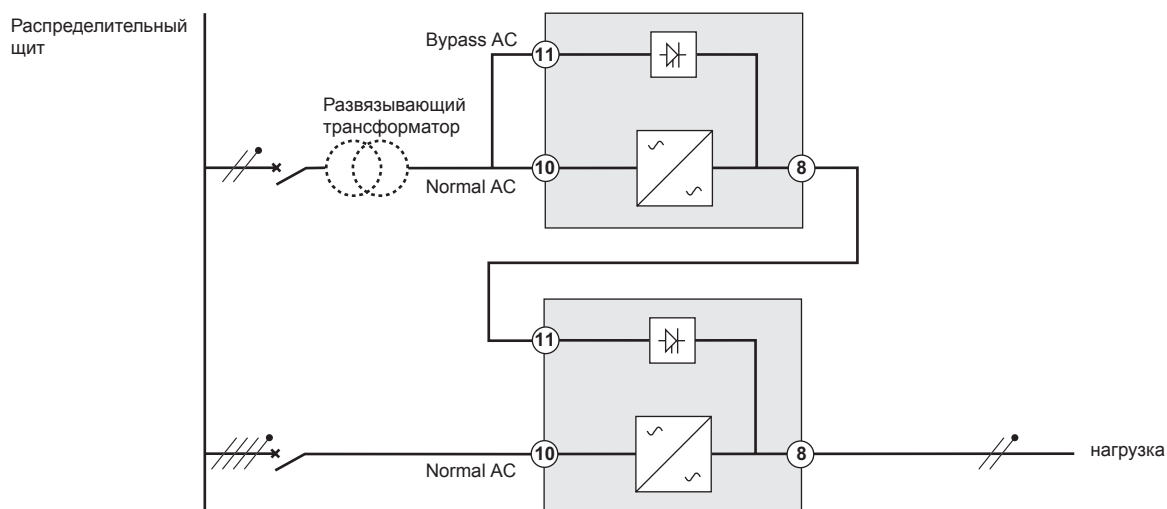 Распределительный
щит
Bypass AC
11
Развязывающий
трансформатор
10
8
Normal AC
11
10
8
нагрузка
Normal AC